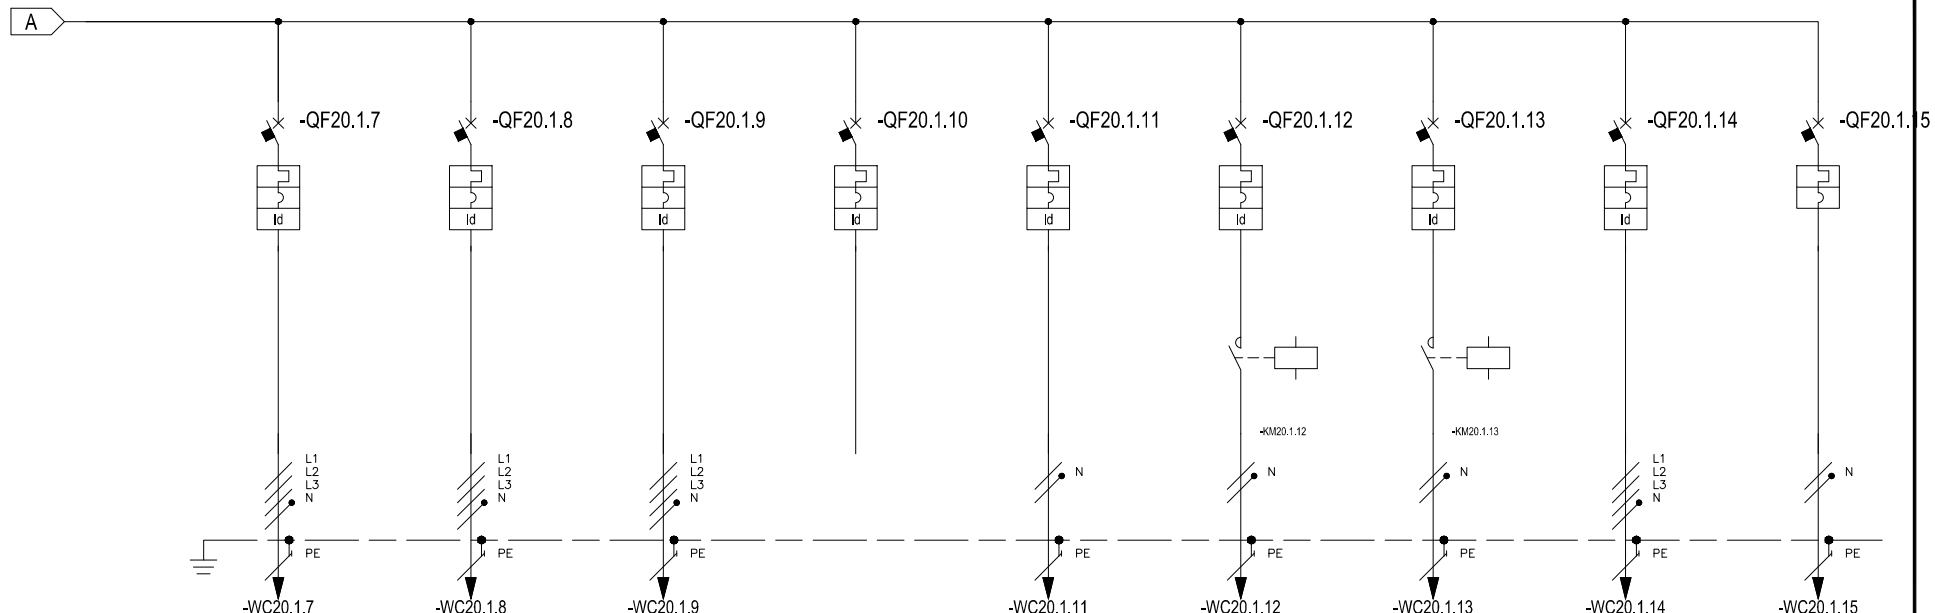 A
-QF20.1.7 -QF20.1.8 -QF20.1.9 -QF20.1.10 -QF20.1.11 -QF20.1.12 -QF20.1.13 -QF20.1.14 -QF20.1.15
Id Id Id Id Id Id Id Id
-KM20.1.12 -KM20.1.13
L1 L1 L1 L1
L2 L2 L2 N N N L2 N
L3 L3 L3 L3
N N N N
PE PE PE PE PE PE PE PE
-WC20.1.7 -WC20.1.8 -WC20.1.9 -WC20.1.11 -WC20.1.12 -WC20.1.13 -WC20.1.14 -WC20.1.15